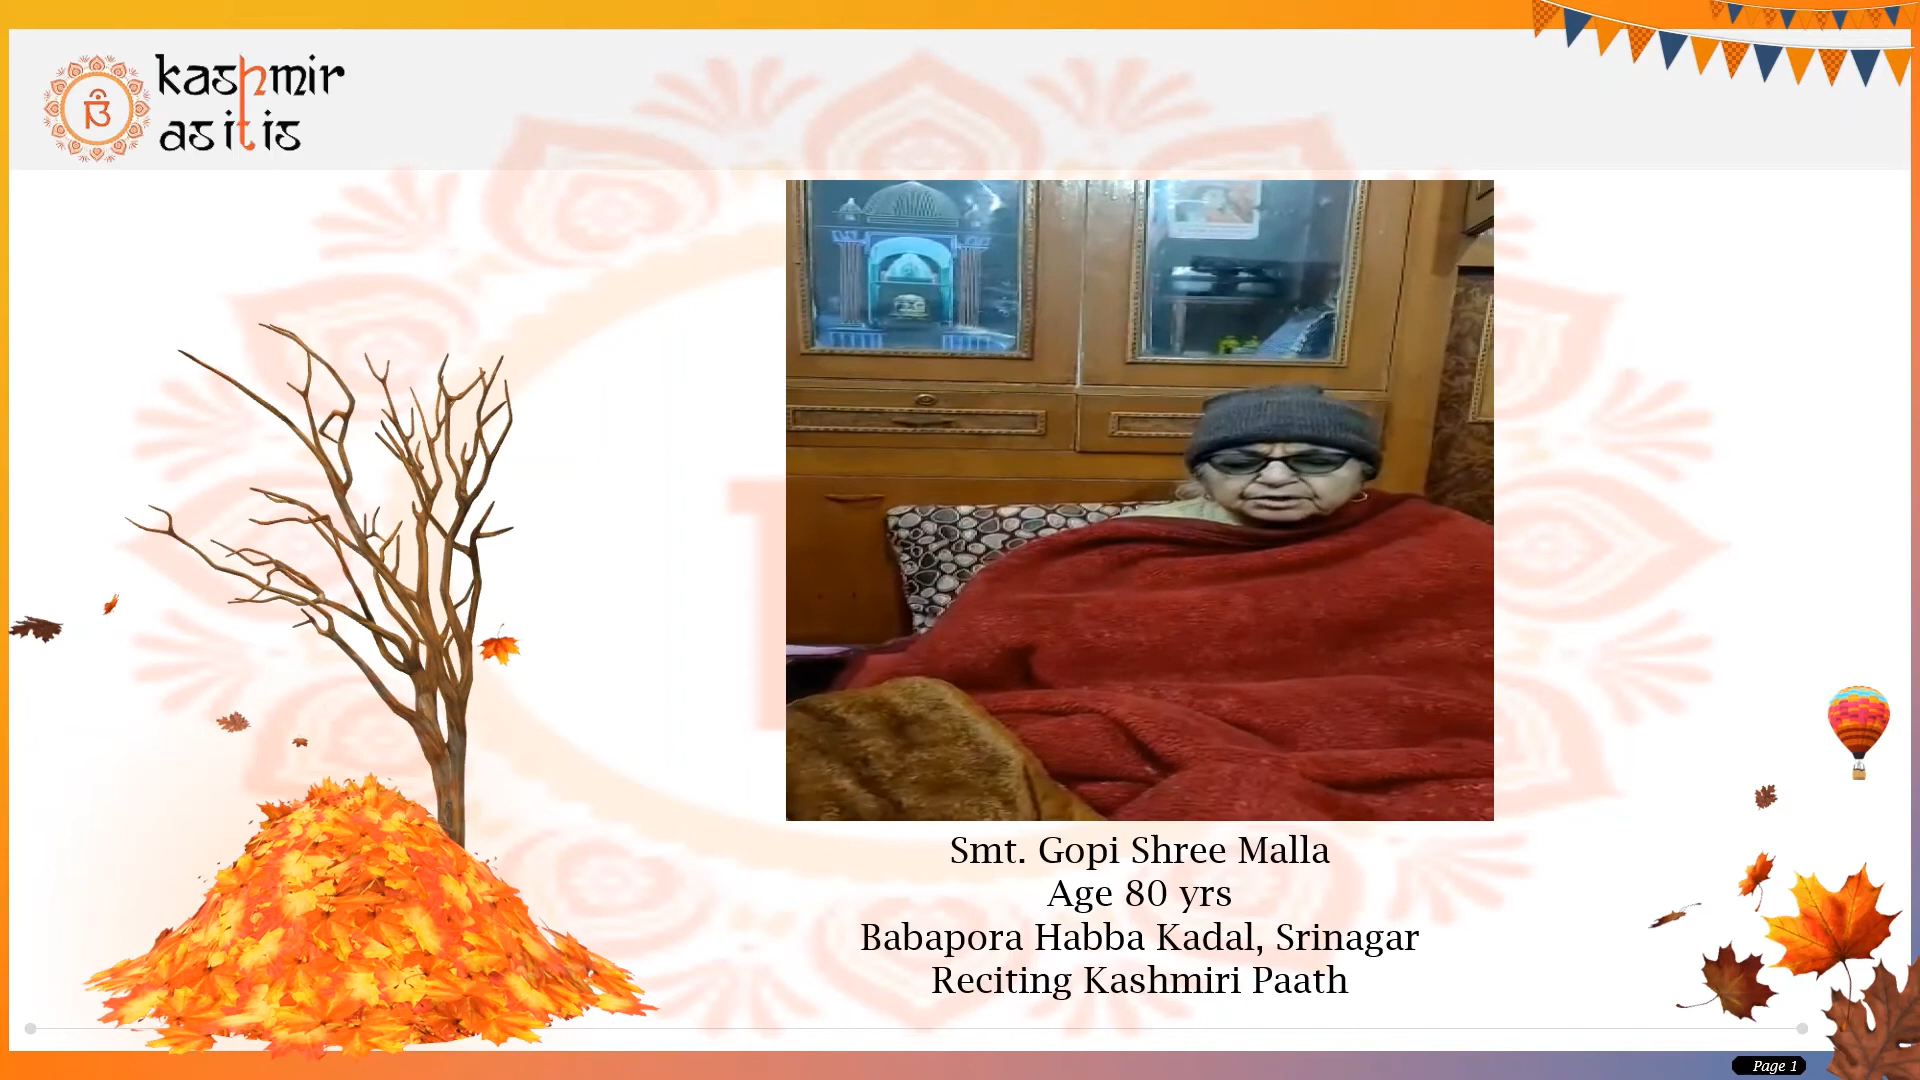 kashmir
as it is
Smt. Gopi Shree Malla
Age 80 yrs
Babapora Habba Kadal, Srinagar
Reciting Kashmiri Paath
Page 1